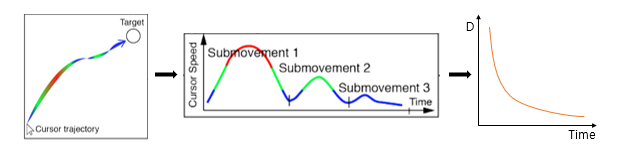 Target
Cursor trajectory
Cursor Speed
Submovement 1
Submovement 2
Submovement 3
Time
D
Time